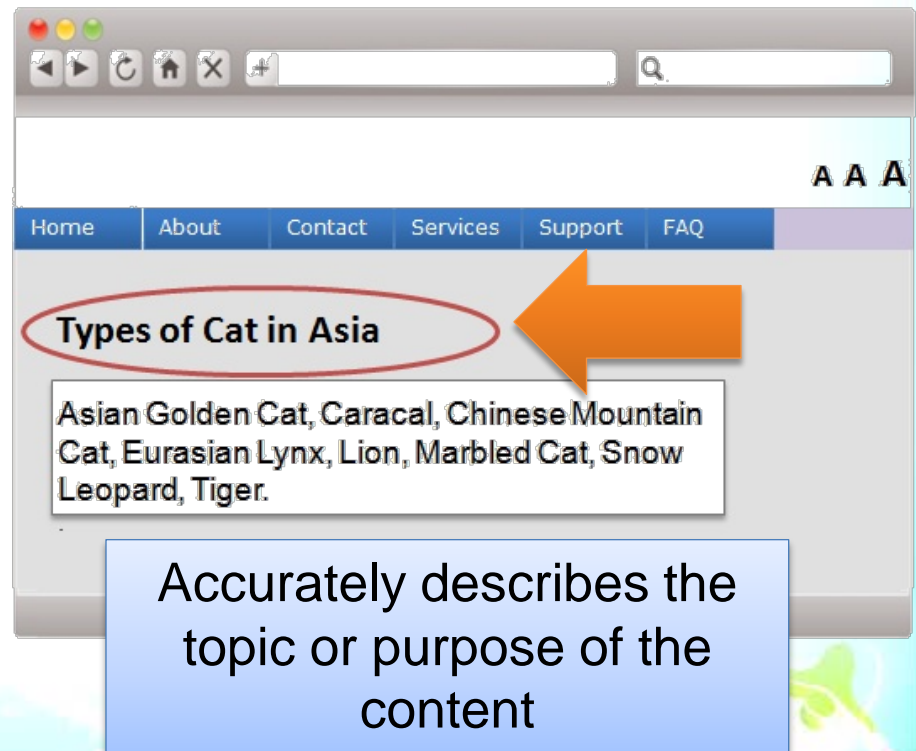 A A A
Home About Contact Services Support FAQ
Types of Cat in Asia
Asian Golden Cat, Caracal, Chinese Mountain
Cat, Eurasian Lynx, Lion, Marbled Cat, Snow
Leopard, Tiger.
Accurately describes the
topic or purpose of the
content